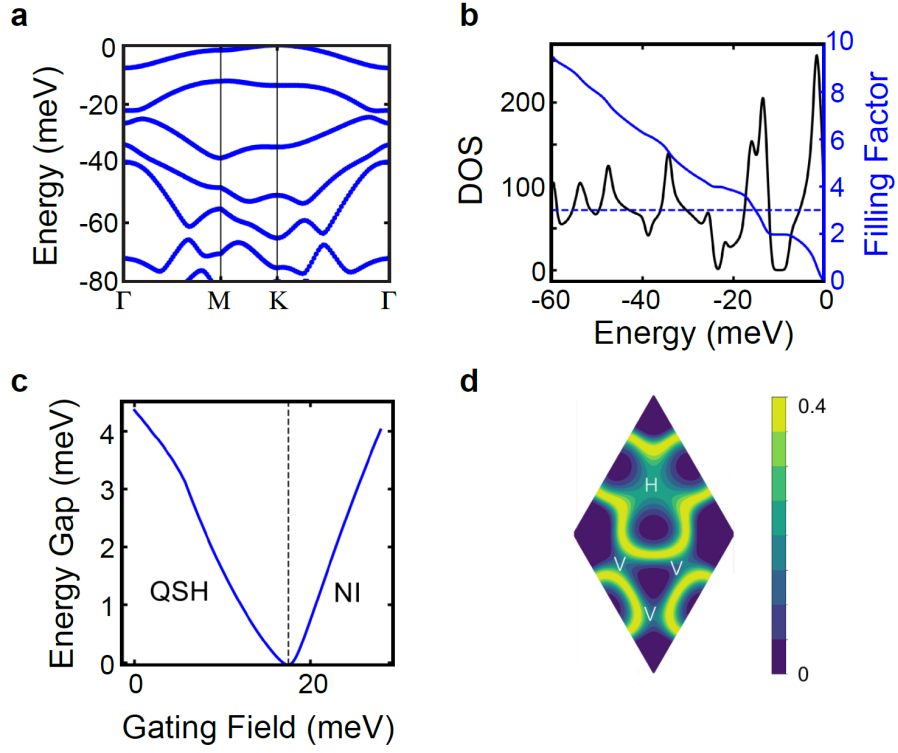 a
0
-20
-40
-60
-80
Energy (meV)
Γ
M
K
Γ
b
200
100
0
DOS
10
8
6
4
2
0
Filling Factor
-60
-40
-20
0
Energy (meV)
c
4
3
2
1
0
Energy Gap (meV)
QSH
NI
0
20
Gating Field (meV)
d
H
V
V
V
0.4
0